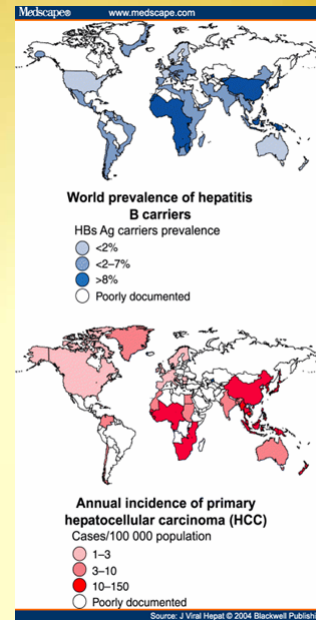 Medscape® www.medscape.com
World prevalence of hepatitis
B carriers
HBs Ag carriers prevalence
<2%
<2–7%
>8%
Poorly documented
Annual incidence of primary
hepatocellular carcinoma (HCC)
Cases/100 000 population
1–3
3–10
10–150
Poorly documented
Source: J Viral Hepat © 2004 Blackwell Publishi